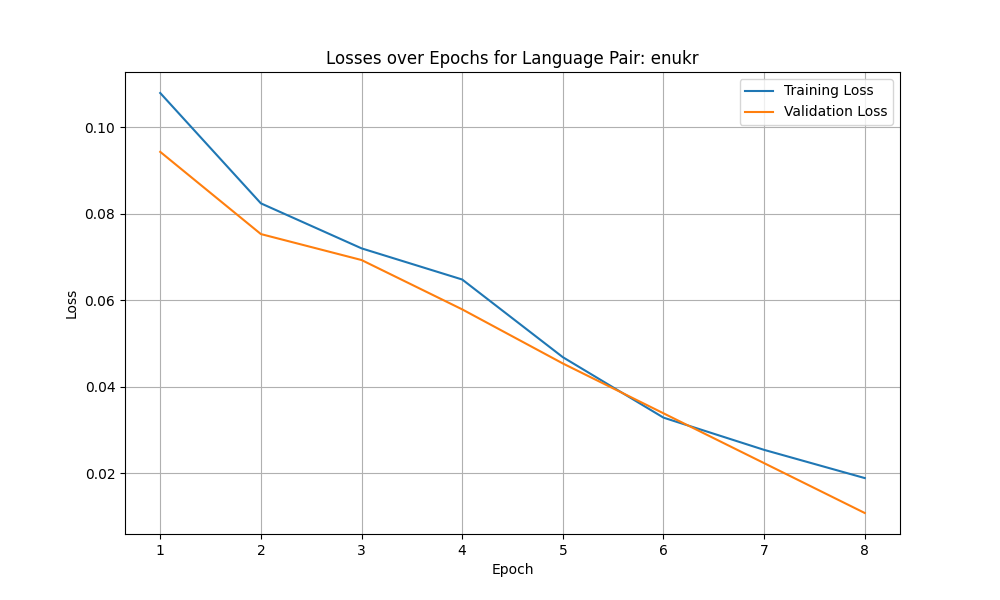 Losses over Epochs for Language Pair: enukr
Training Loss
Validation Loss
0.10
0.08
0.06
0.04
0.02
Loss
1 2 3 4 5 6 7 8
Epoch